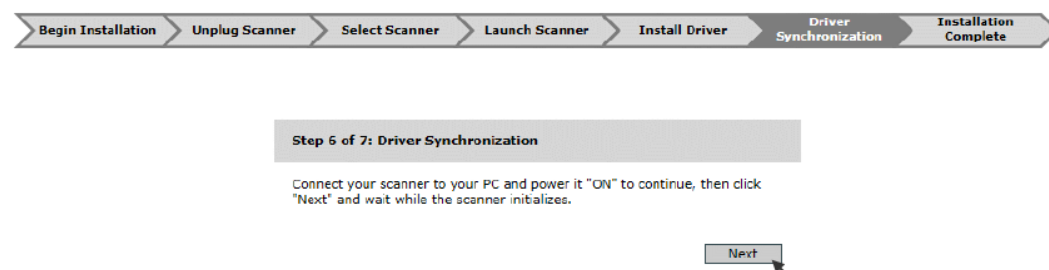 Begin Installation
Unplug Scanner
Select Scanner
Launch Scanner
Install Driver
Driver
Synchronization
Installation
Complete
Step 6 of 7: Driver Synchronization
Connect your scanner to your PC and power it "ON" to continue, then click
"Next" and wait while the scanner initializes.
Next